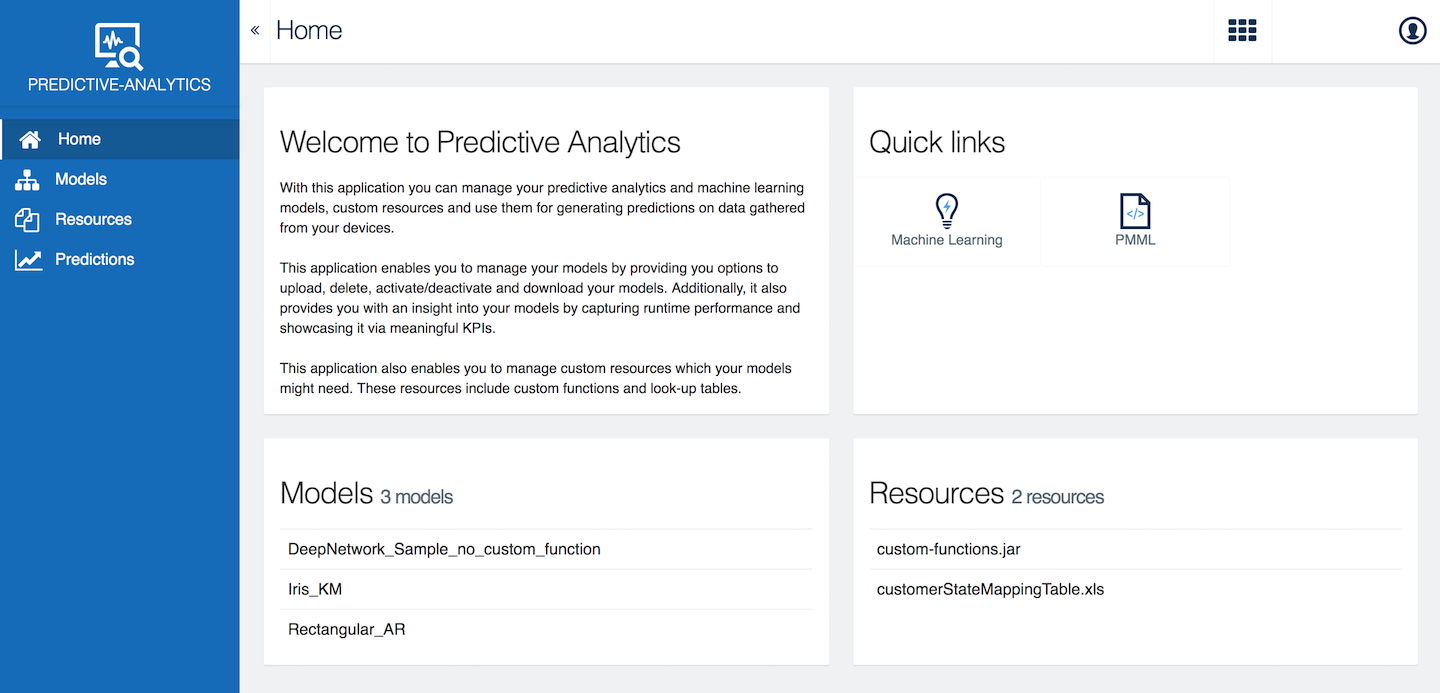 PREDICTIVE-ANALYTICS
Home
Models
Resources
Predictions
« Home
Welcome to Predictive Analytics
With this application you can manage your predictive analytics and machine learning
models, custom resources and use them for generating predictions on data gathered
from your devices.
This application enables you to manage your models by providing you options to
upload, delete, activate/deactivate and download your models. Additionally, it also
provides you with an insight into your models by capturing runtime performance and
showcasing it via meaningful KPIs.
This application also enables you to manage custom resources which your models
might need. These resources include custom functions and look-up tables.
Quick links
Machine Learning
</>
PMML
Models 3 models
DeepNetwork_Sample_no_custom_function
Iris_KM
Rectangular_AR
Resources 2 resources
custom-functions.jar
customerStateMappingTable.xls